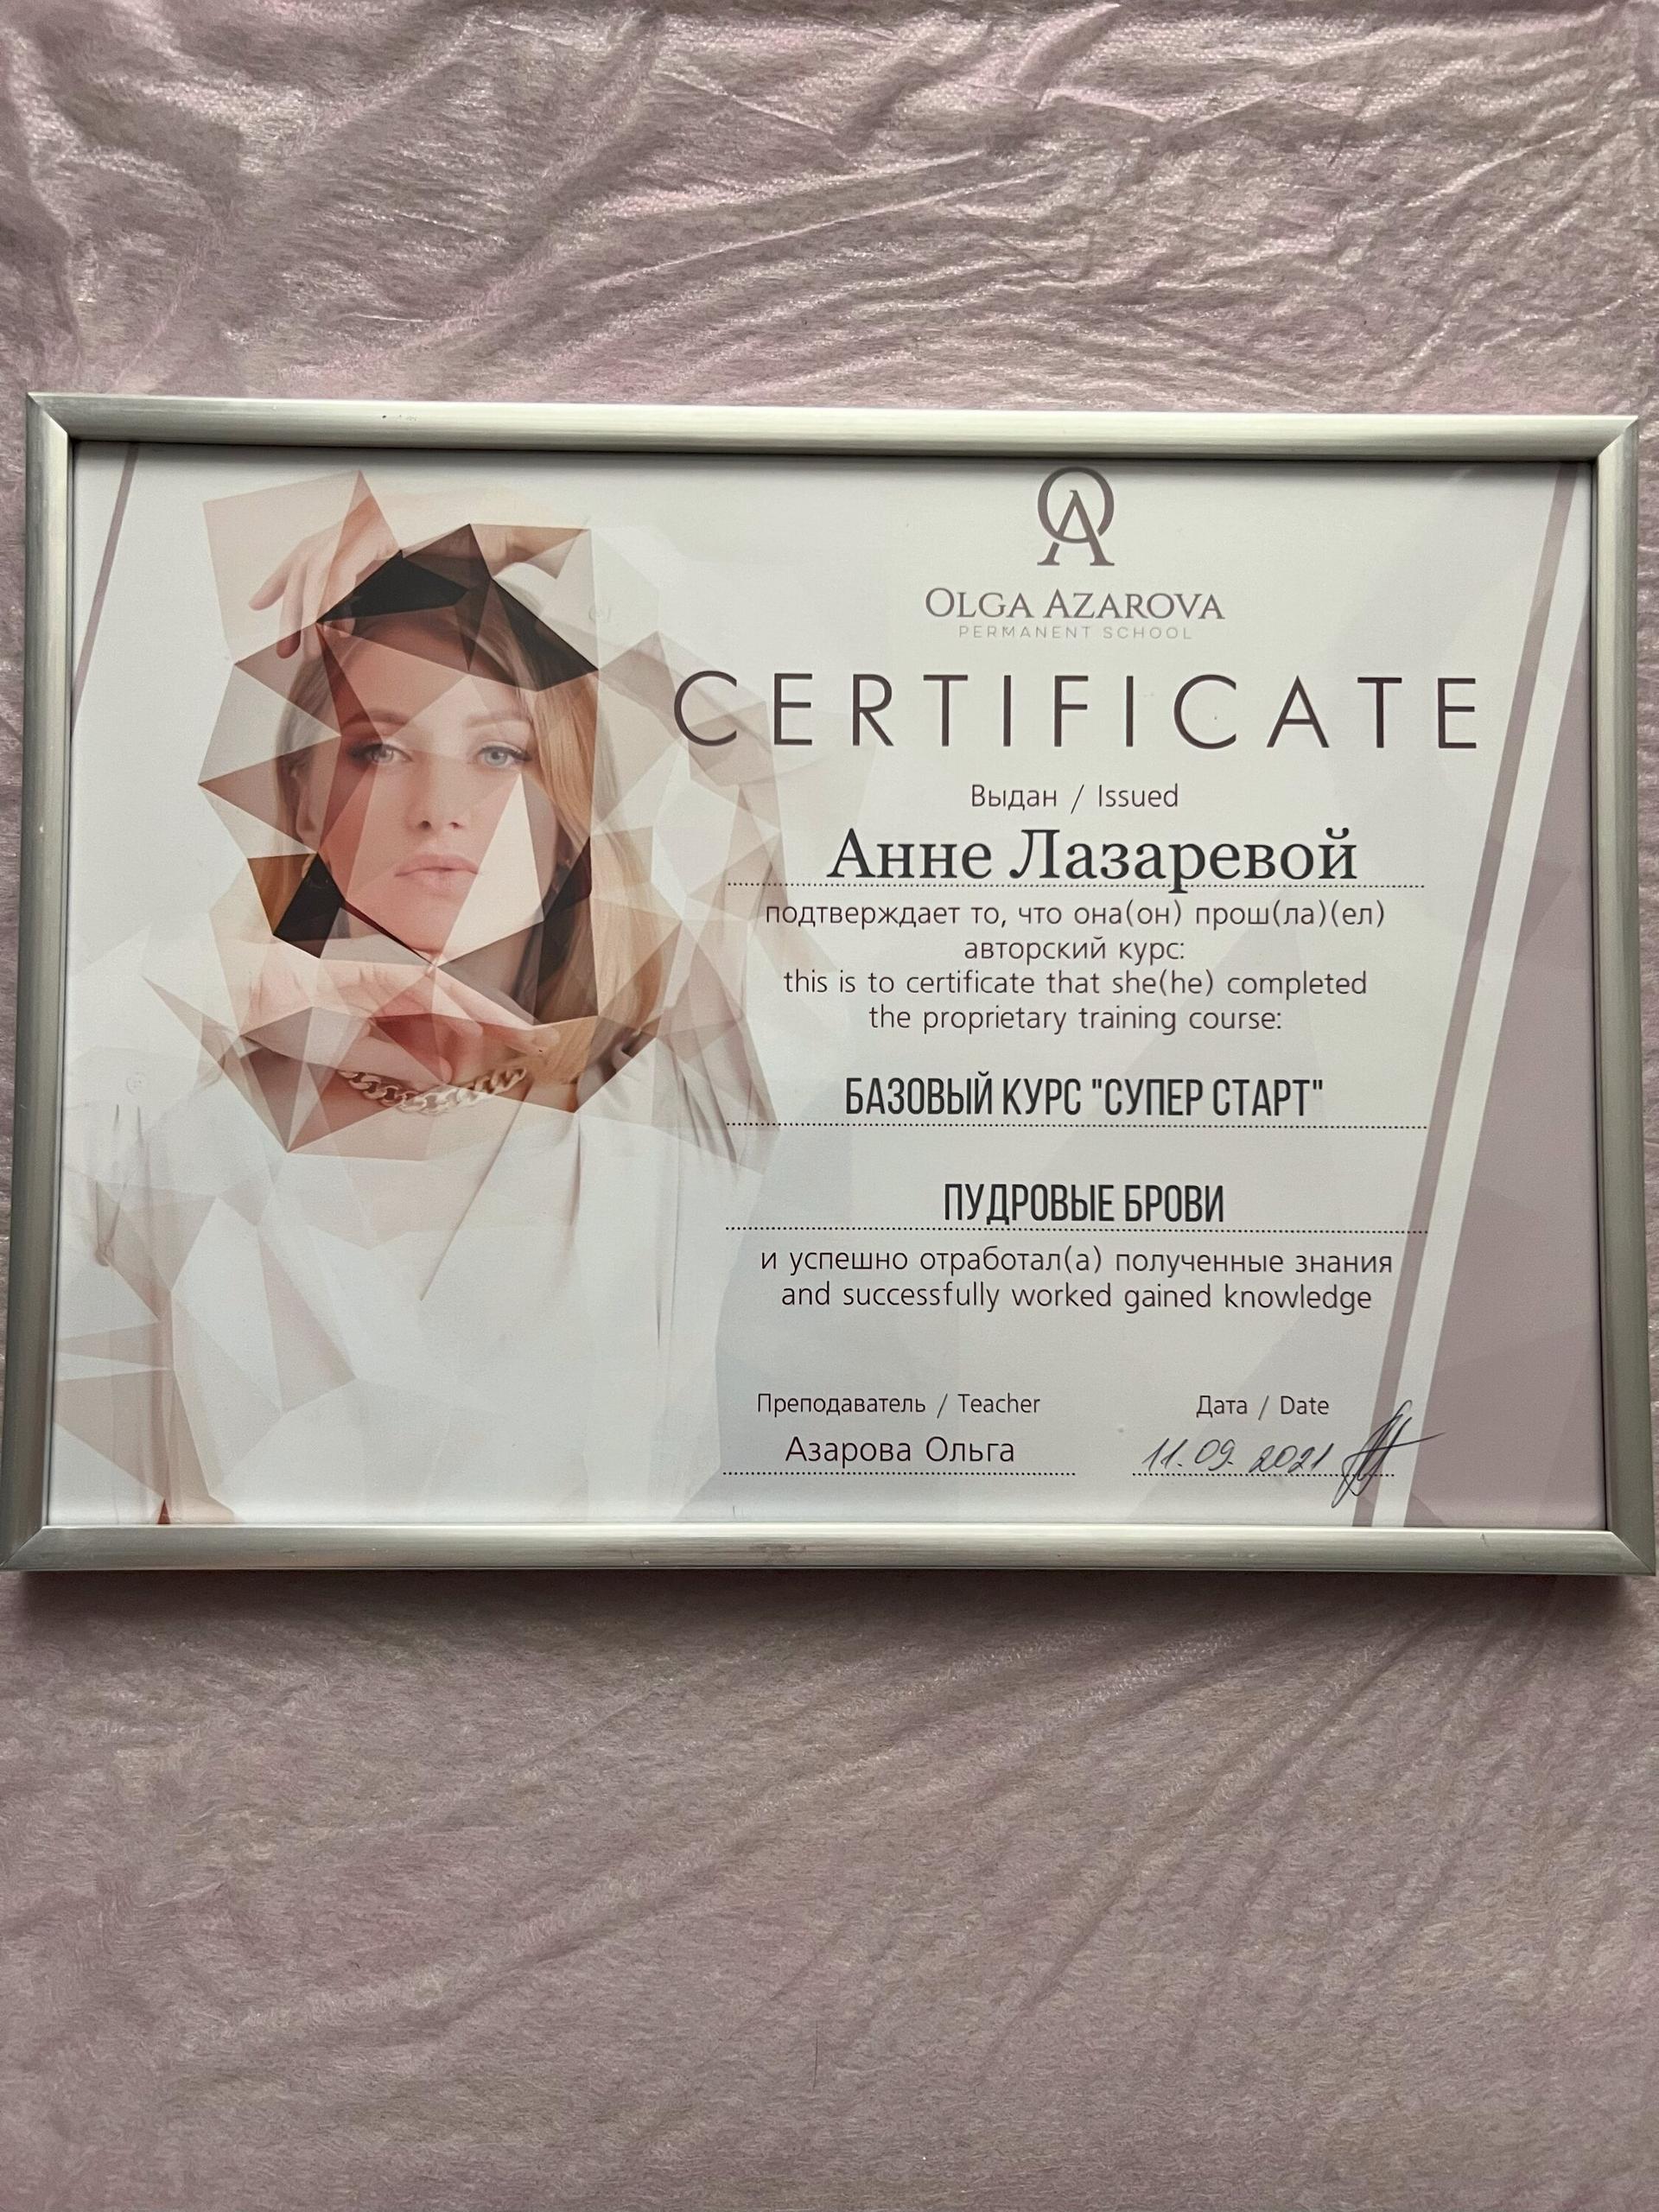 OA
OLGA AZAROVA
PERMANENT SCHOOL
CERTIFICATE
Выдан / Issued
Анне Лазаревой
подтверждает то, что она(он) прош(ла)(ел)
авторский курс:
this is to certificate that she(he) completed
the proprietary training course:
БАЗОВЫЙ КУРС "СУПЕР СТАРТ"
ПУДРОВЫЕ БРОВИ
и успешно отработал(а) полученные знания
and successfully worked gained knowledge
Преподаватель / Teacher
Азарова Ольга
Дата / Date
11.09.2021